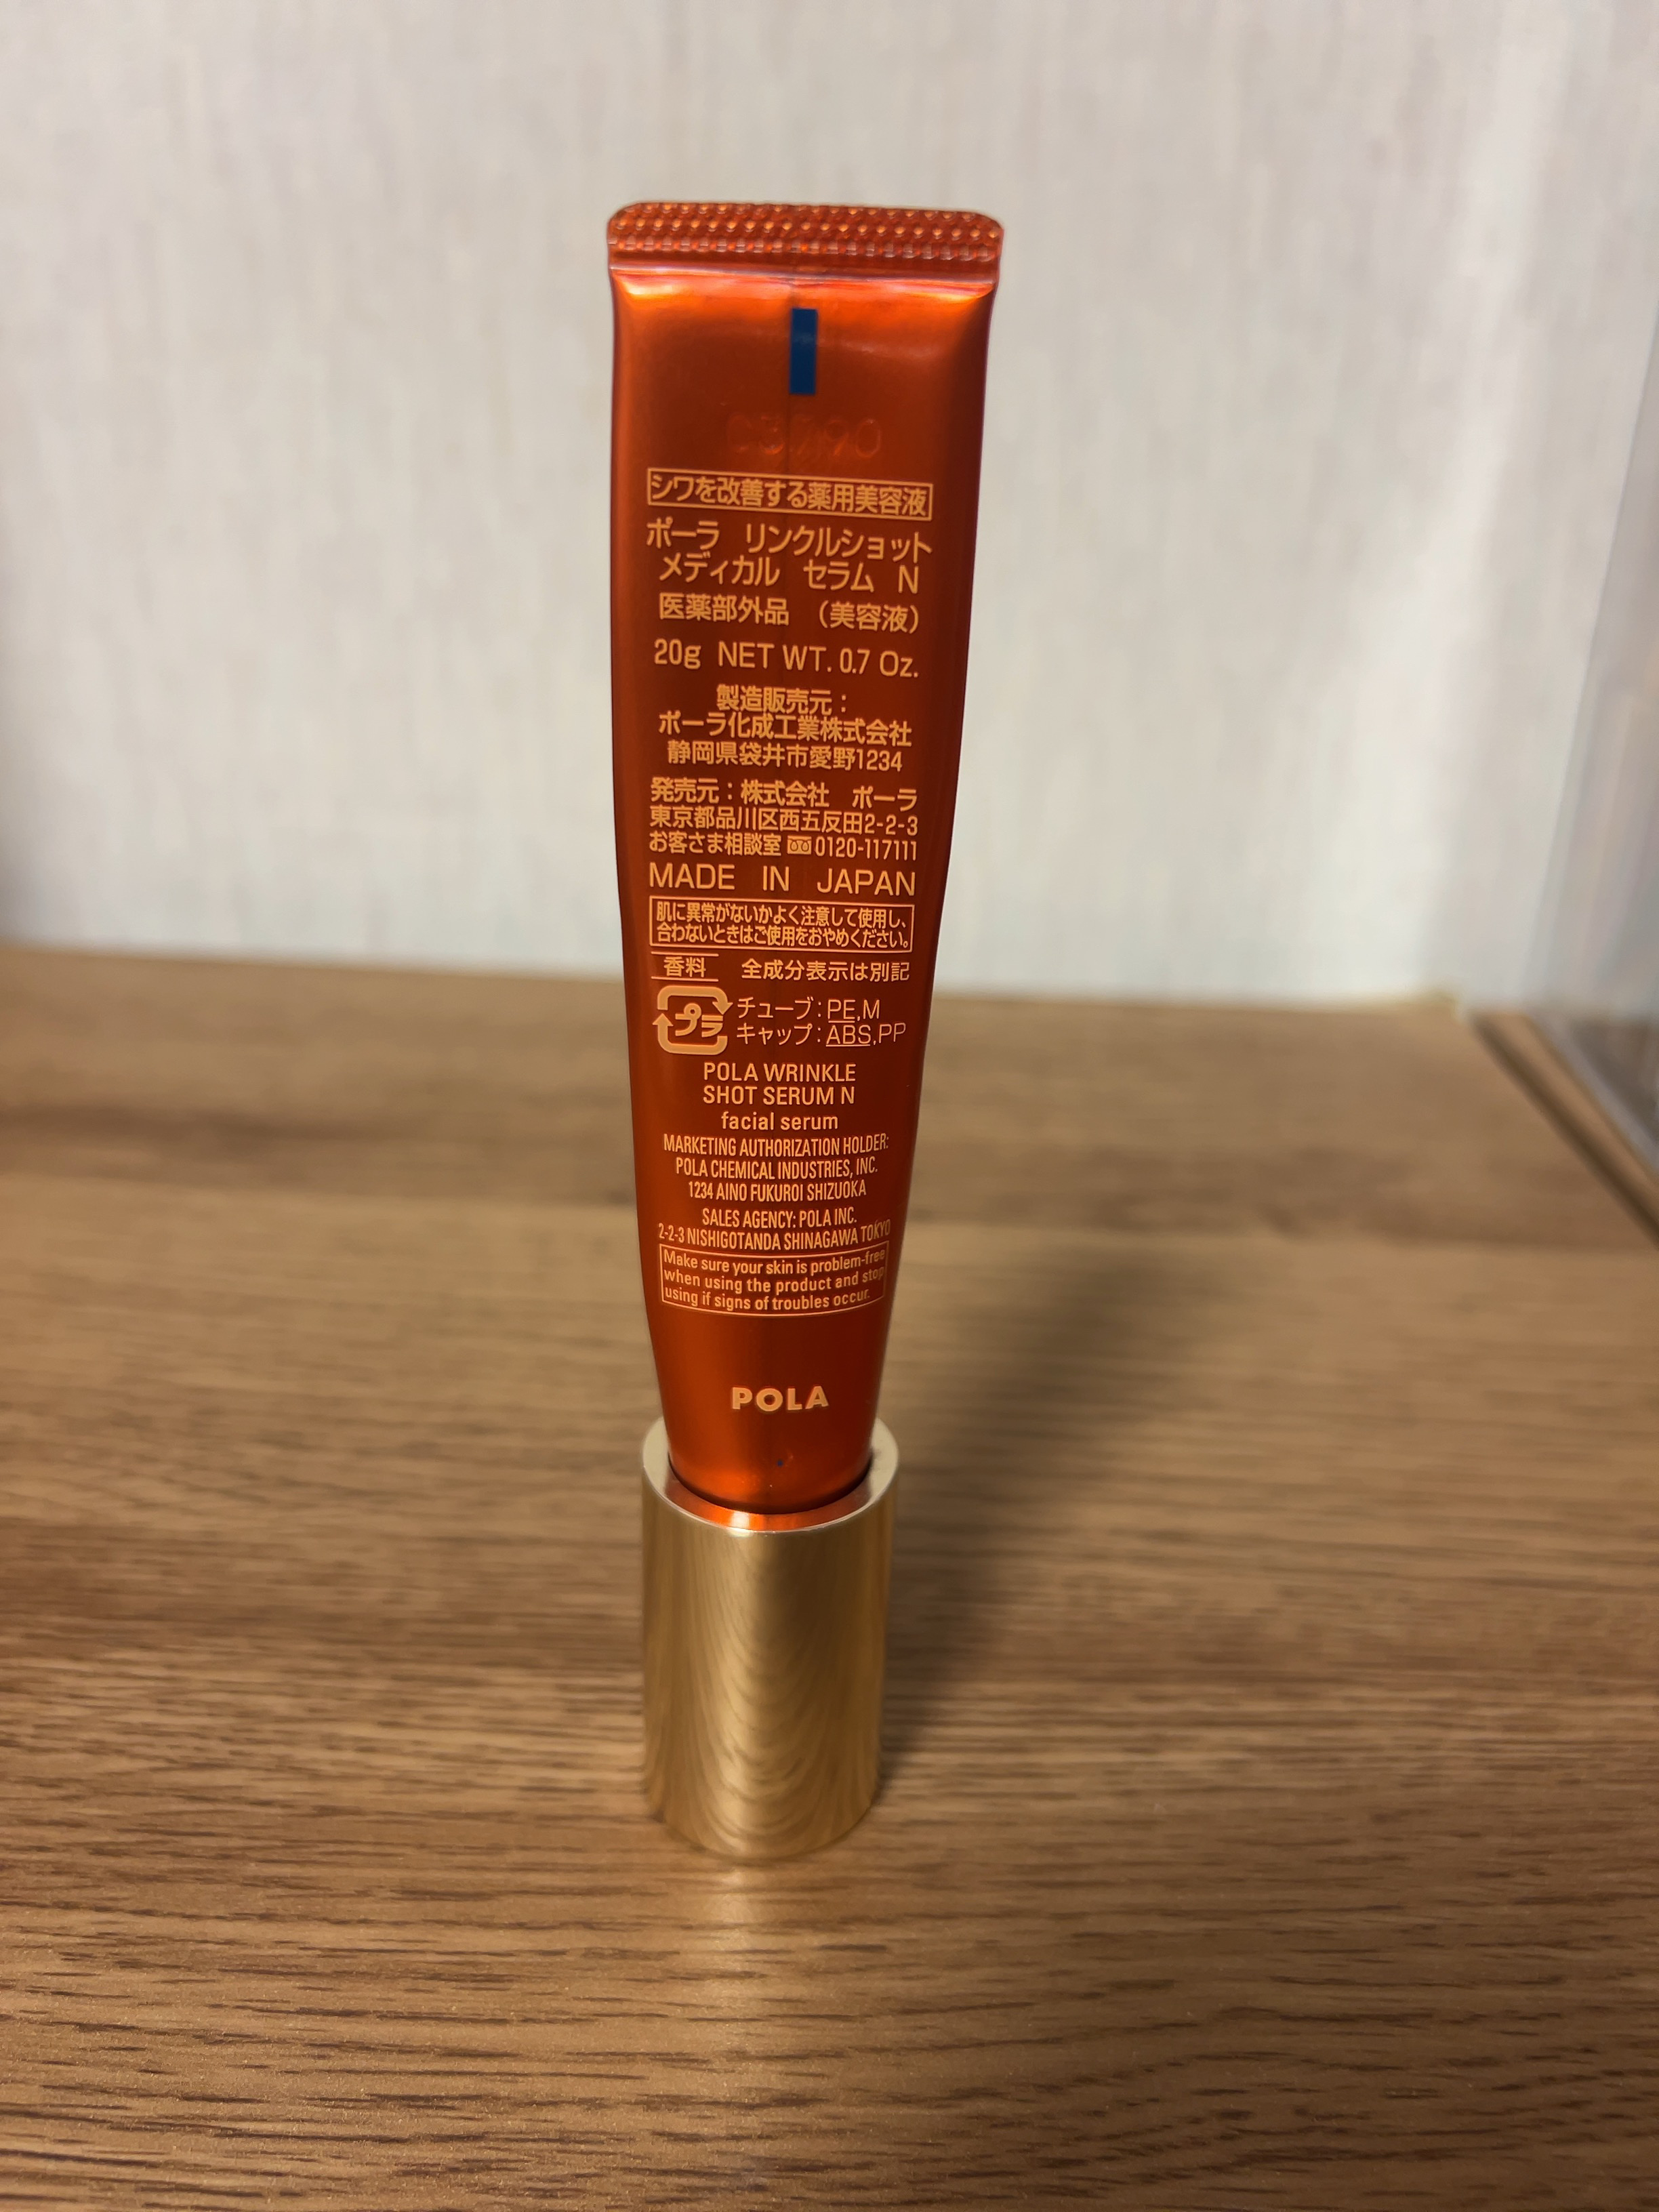 シワを改善する薬用美容液
ポーラ リンクルショット
メディカル セラム N
医薬部外品 （美容液）
20g NET WT. 0.7 Oz.
製造販売元：
ポーラ化成工業株式会社
静岡県袋井市愛野1234
発売元：株式会社 ポーラ
東京都品川区西五反田2-2-3
お客さま相談室 0120-117111
MADE IN JAPAN
肌に異常がないかよく注意して使用し、
合わないときはご使用をおやめください。
香料 全成分表示は別記
プラ チューブ：PE,M
キャップ：ABS,PP
POLA WRINKLE
SHOT SERUM N
facial serum
MARKETING AUTHORIZATION HOLDER:
POLA CHEMICAL INDUSTRIES, INC.
1234 AINO FUKUROI SHIZUOKA
SALES AGENCY: POLA INC.
2-2-3 NISHIGOTANDA SHINAGAWA TOKYO
Make sure your skin is problem-free
when using the product and stop
using if signs of troubles occur.
POLA